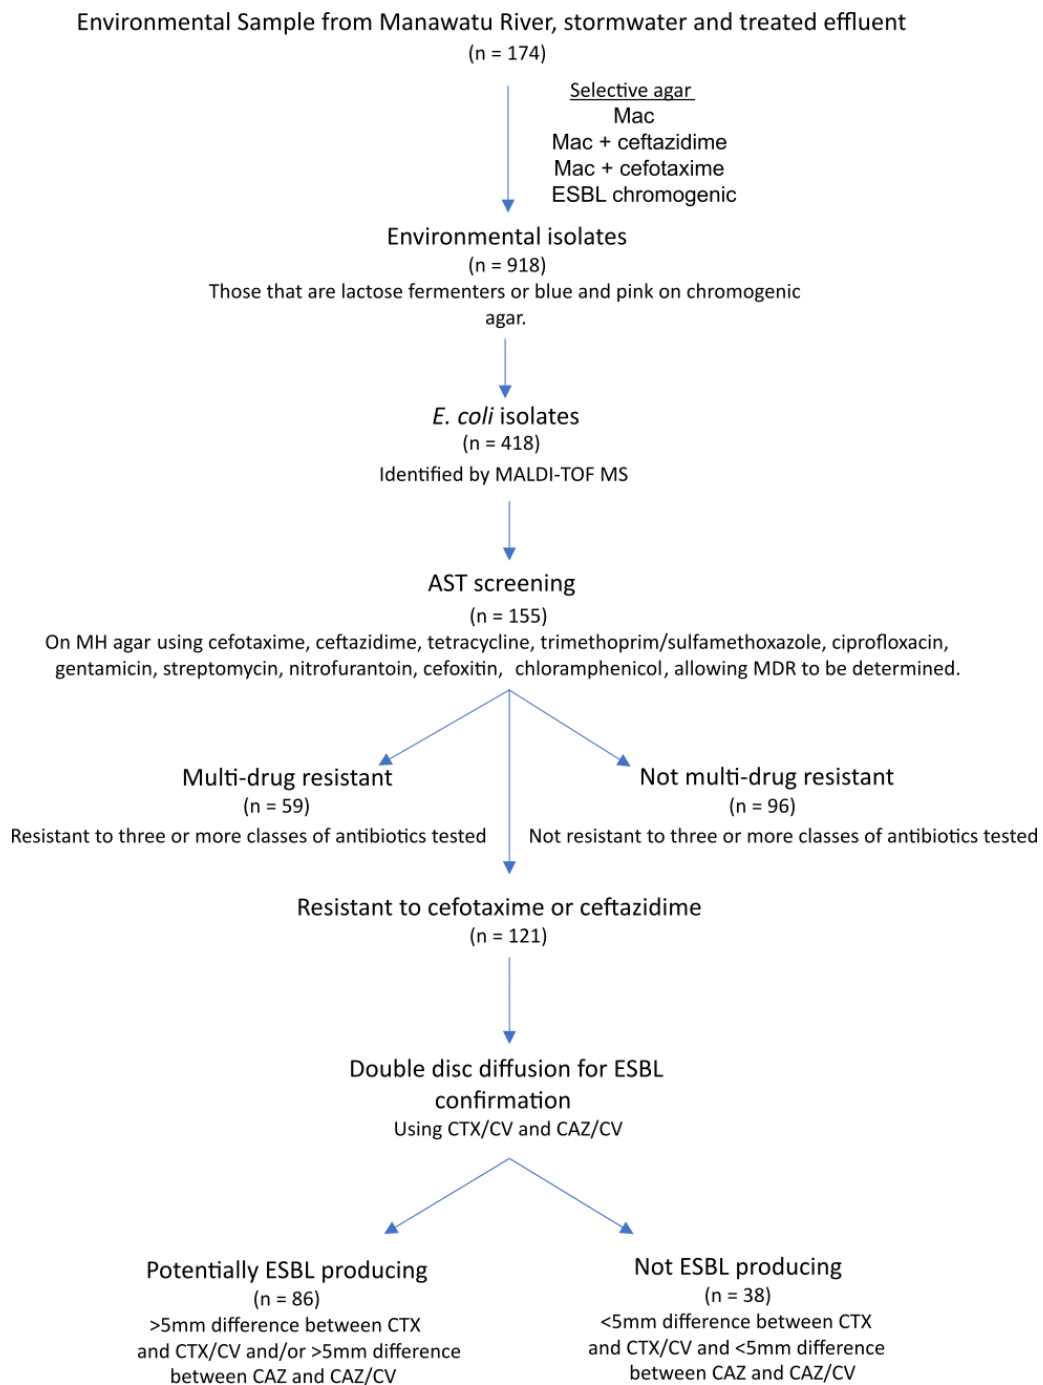 Environmental Sample from Manawatu River, stormwater and treated effluent
(n = 174)
Selective agar
Mac
Mac + ceftazidime
Mac + cefotaxime
ESBL chromogenic
Environmental isolates
(n = 918)
Those that are lactose fermenters or blue and pink on chromogenic
agar.
E. coli isolates
(n = 418)
Identified by MALDI-TOF MS
AST screening
(n = 155)
On MH agar using cefotaxime, ceftazidime, tetracycline, trimethoprim/sulfamethoxazole, ciprofloxacin,
gentamicin, streptomycin, nitrofurantoin, cefoxitin, chloramphenicol, allowing MDR to be determined.
Multi-drug resistant
(n = 59)
Resistant to three or more classes of antibiotics tested
Not multi-drug resistant
(n = 96)
Not resistant to three or more classes of antibiotics tested
Resistant to cefotaxime or ceftazidime
(n = 121)
Double disc diffusion for ESBL
confirmation
Using CTX/CV and CAZ/CV
Potentially ESBL producing
(n = 86)
>5mm difference between CTX
and CTX/CV and/or >5mm difference
between CAZ and CAZ/CV
Not ESBL producing
(n = 38)
<5mm difference between CTX
and CTX/CV and <5mm difference
between CAZ and CAZ/CV